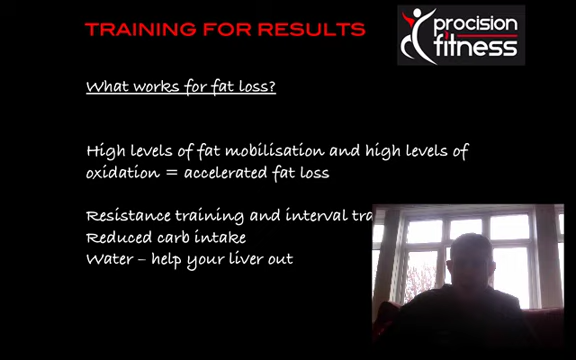 TRAINING FOR RESULTS
procision
fitness
What works for fat loss?
High levels of fat mobilisation and high levels of
oxidation = accelerated fat loss
Resistance training and interval tra
Reduced carb intake
Water – help your liver out